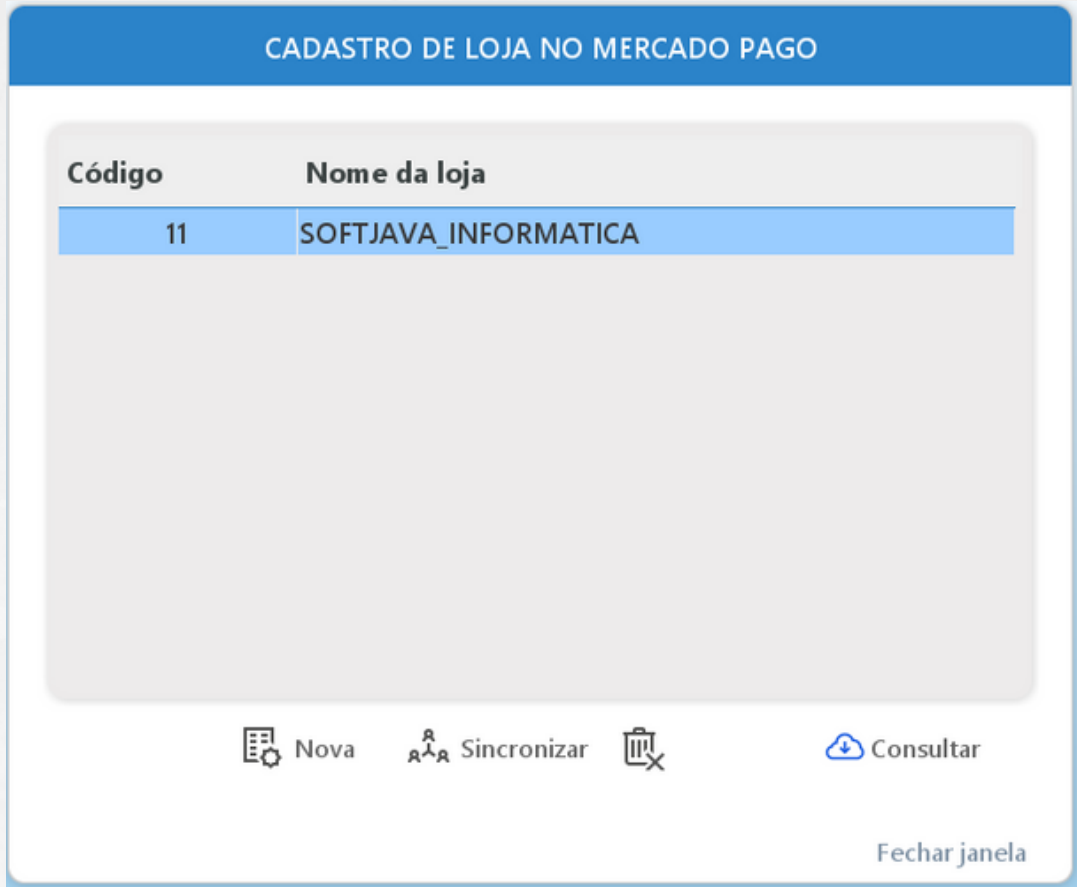 CADASTRO DE LOJA NO MERCADO PAGO
Código Nome da loja
11 SOFTJAVA_INFORMATICA
Nova Sincronizar Consultar
Fechar janela